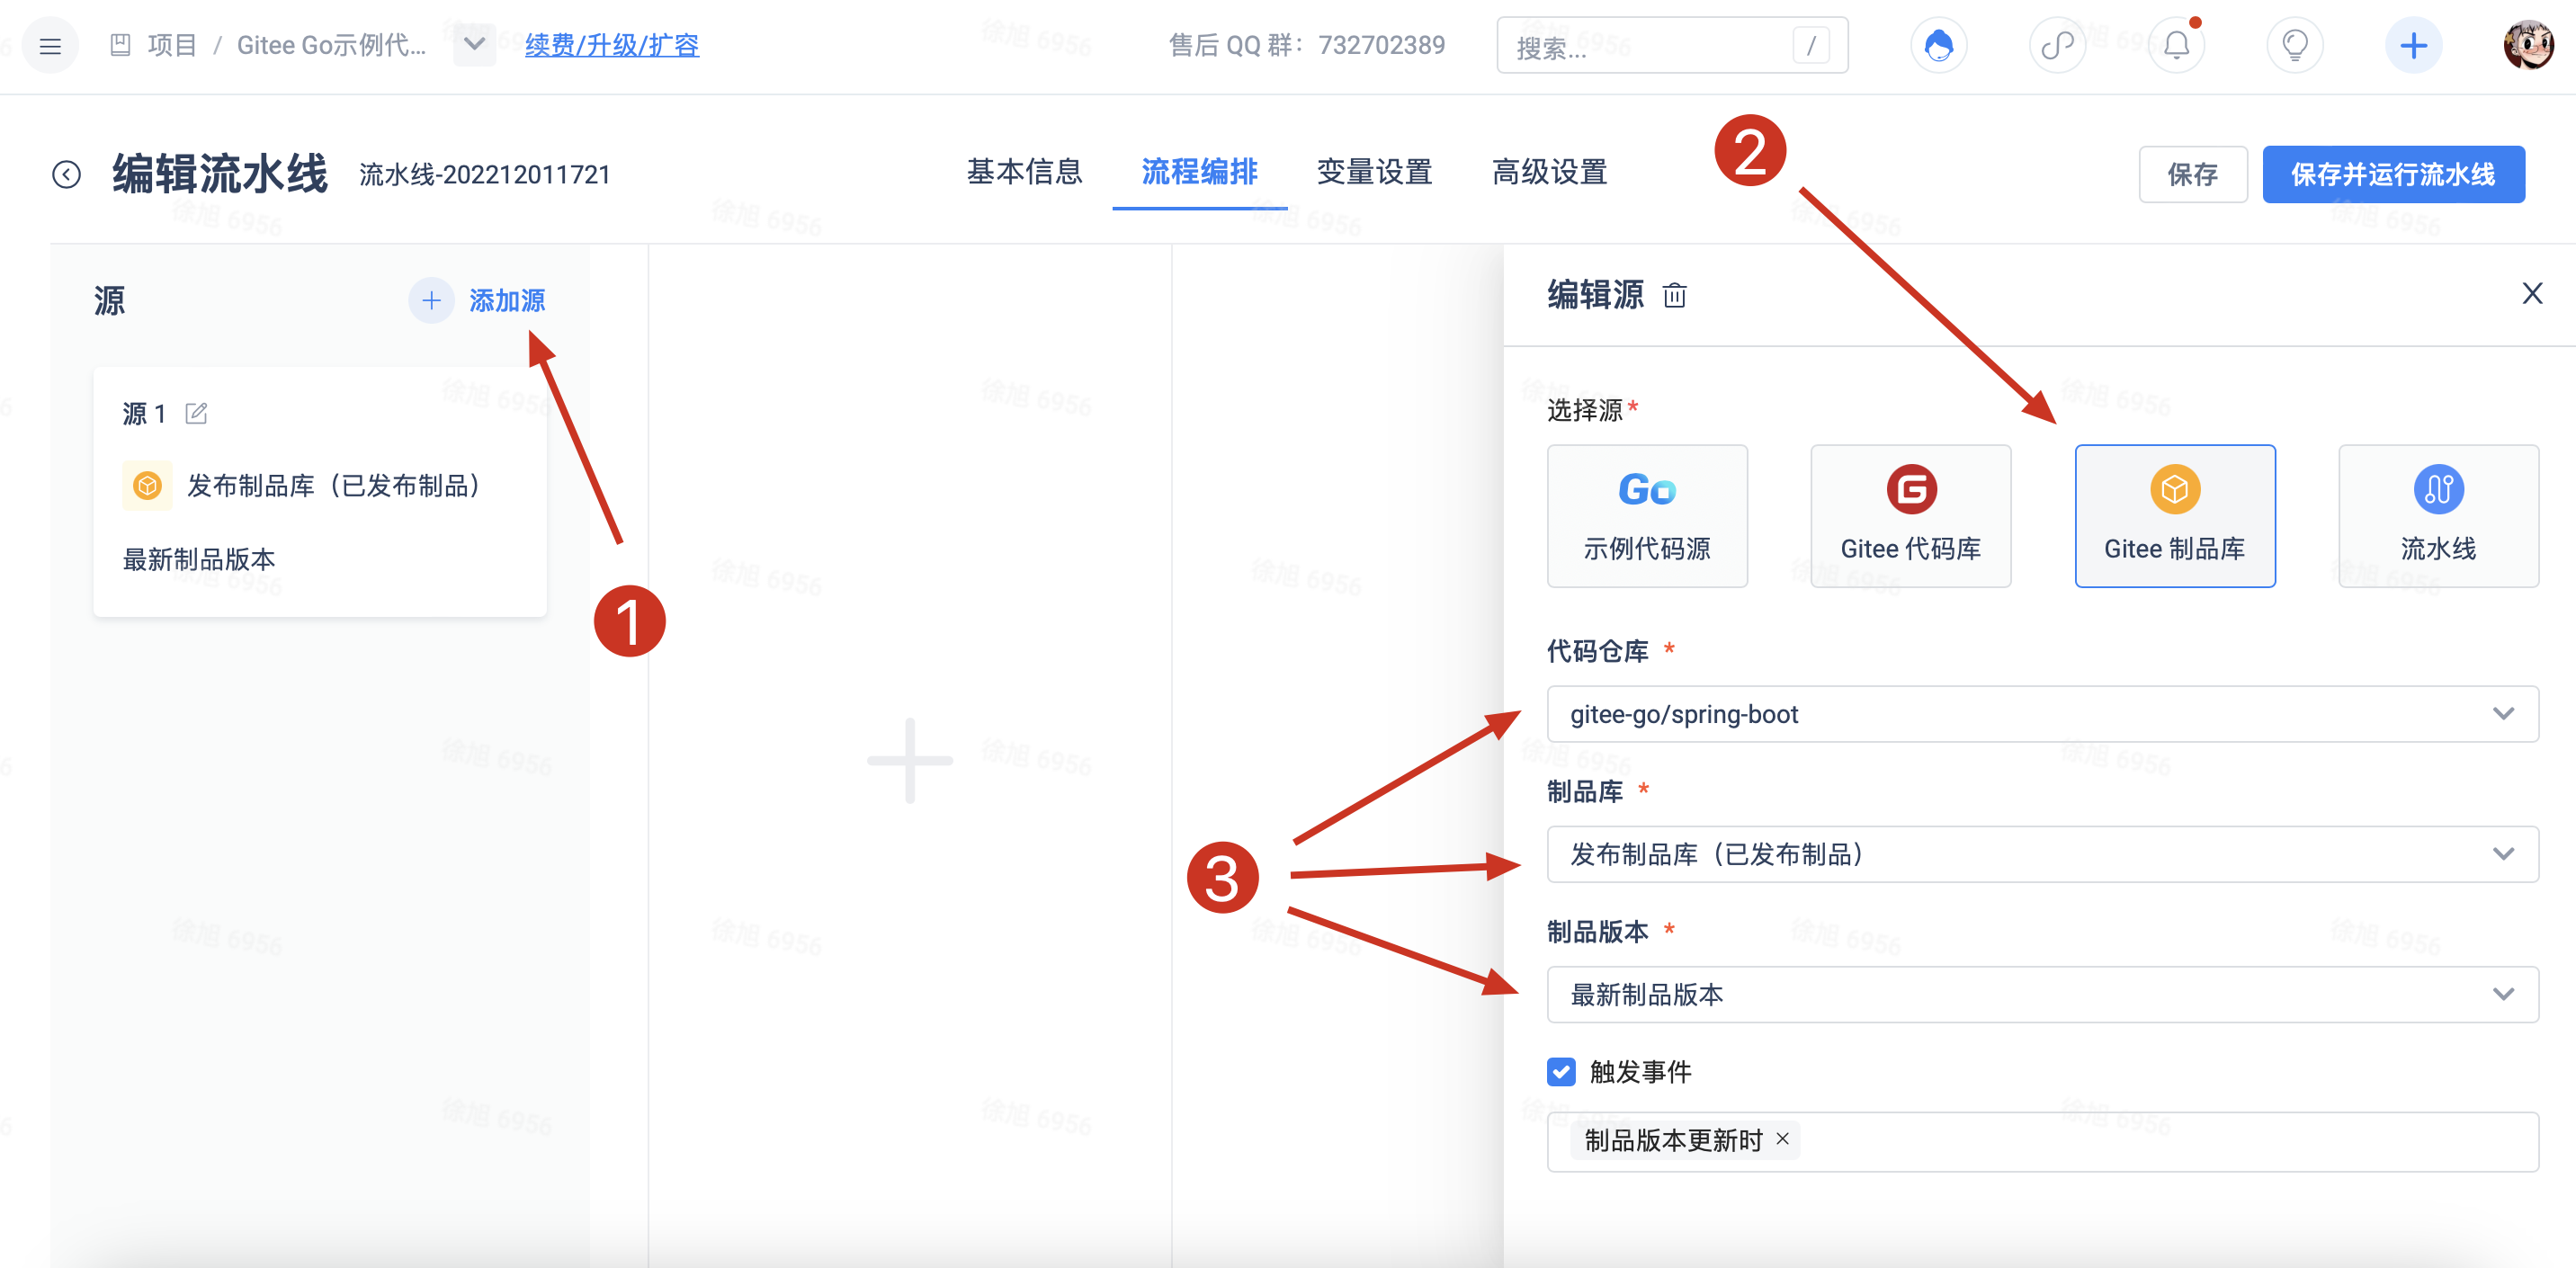 项目 / Gitee Go示例代... 续费/升级/扩容 售后 QQ 群：732702389 搜索... /
编辑流水线 流水线-202212011721 基本信息 流程编排 变量设置 高级设置 保存 保存并运行流水线
2
源 + 添加源
源 1
发布制品库（已发布制品）
最新制品版本
1
3
编辑源
选择源*
Go G
示例代码源 Gitee 代码库 Gitee 制品库 流水线
代码仓库 *
gitee-go/spring-boot
制品库 *
发布制品库（已发布制品）
制品版本 *
最新制品版本
触发事件
制品版本更新时 ×
徐旭 6956